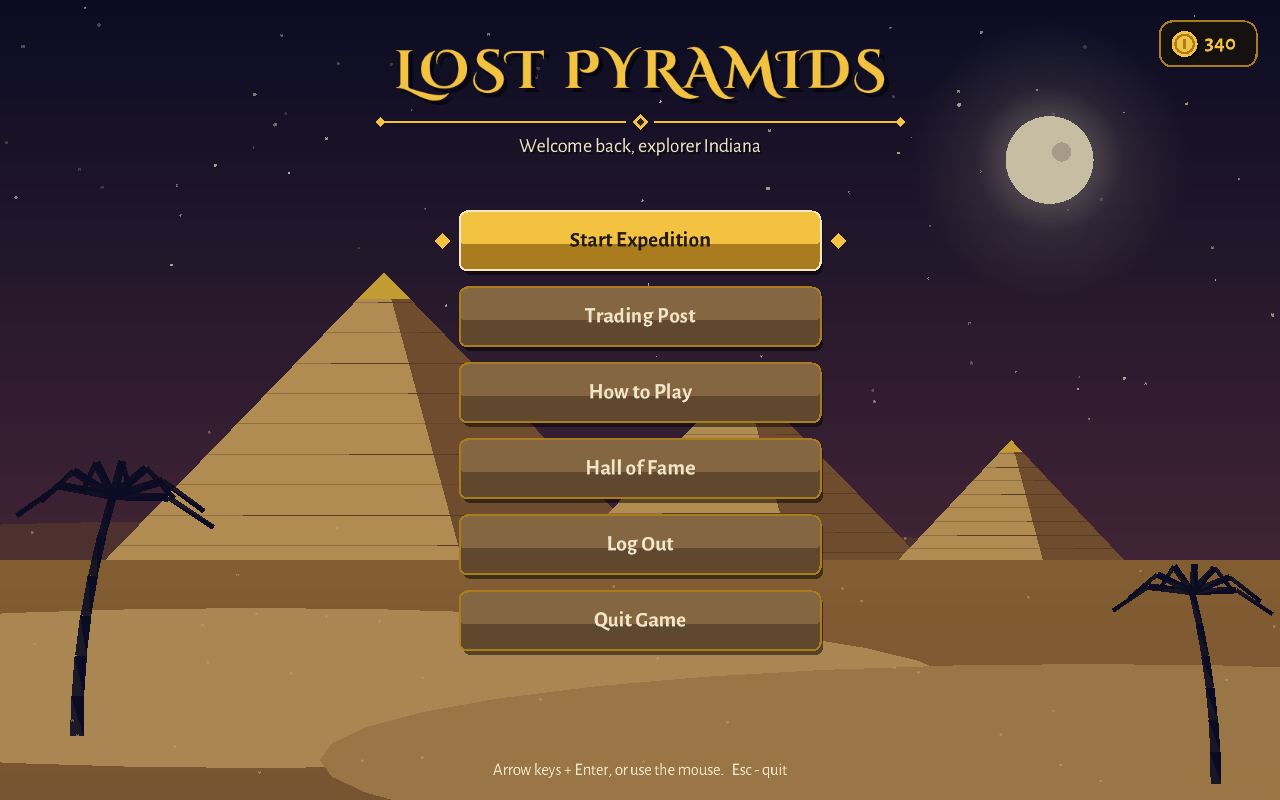 LOST PYRAMIDS
340
Welcome back, explorer Indiana
Start Expedition
Trading Post
How to Play
Hall of Fame
Log Out
Quit Game
Arrow keys + Enter, or use the mouse. Esc - quit